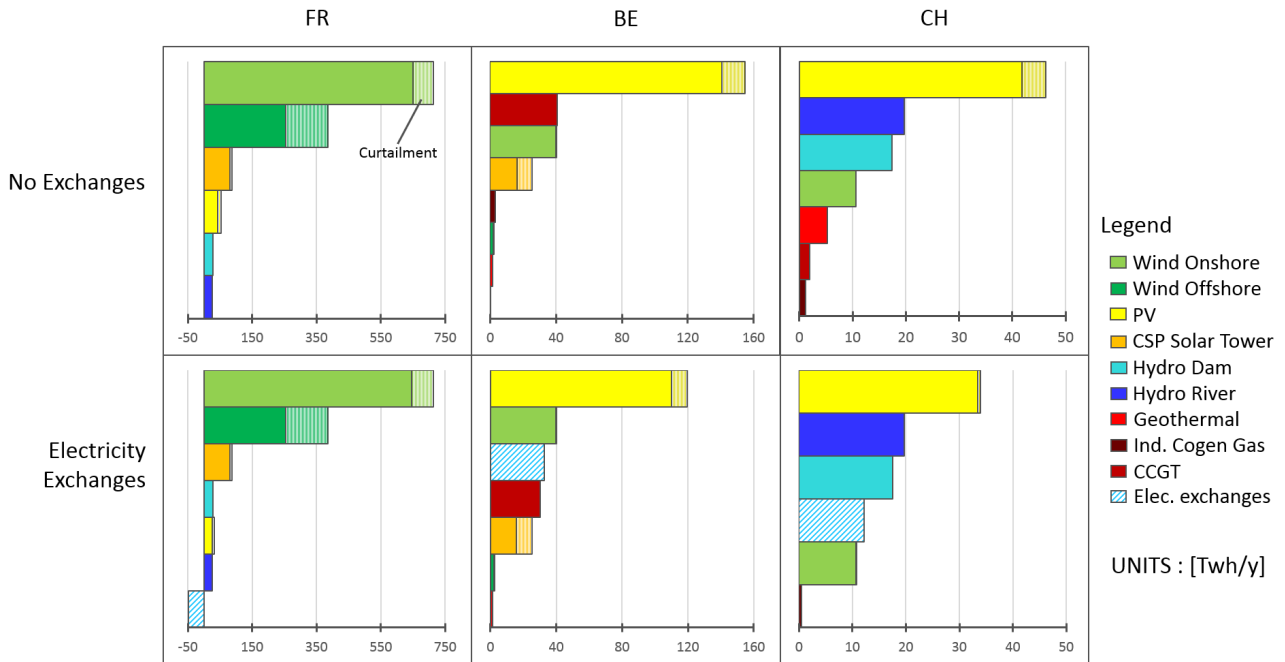 FR BE CH
No Exchanges
Curtailment
-50 150 350 550 750
0 40 80 120 160
0 10 20 30 40 50
Electricity
Exchanges
-50 150 350 550 750
0 40 80 120 160
0 10 20 30 40 50
Legend
Wind Onshore
Wind Offshore
PV
CSP Solar Tower
Hydro Dam
Hydro River
Geothermal
Ind. Cogen Gas
CCGT
Elec. exchanges
UNITS : [Twh/y]